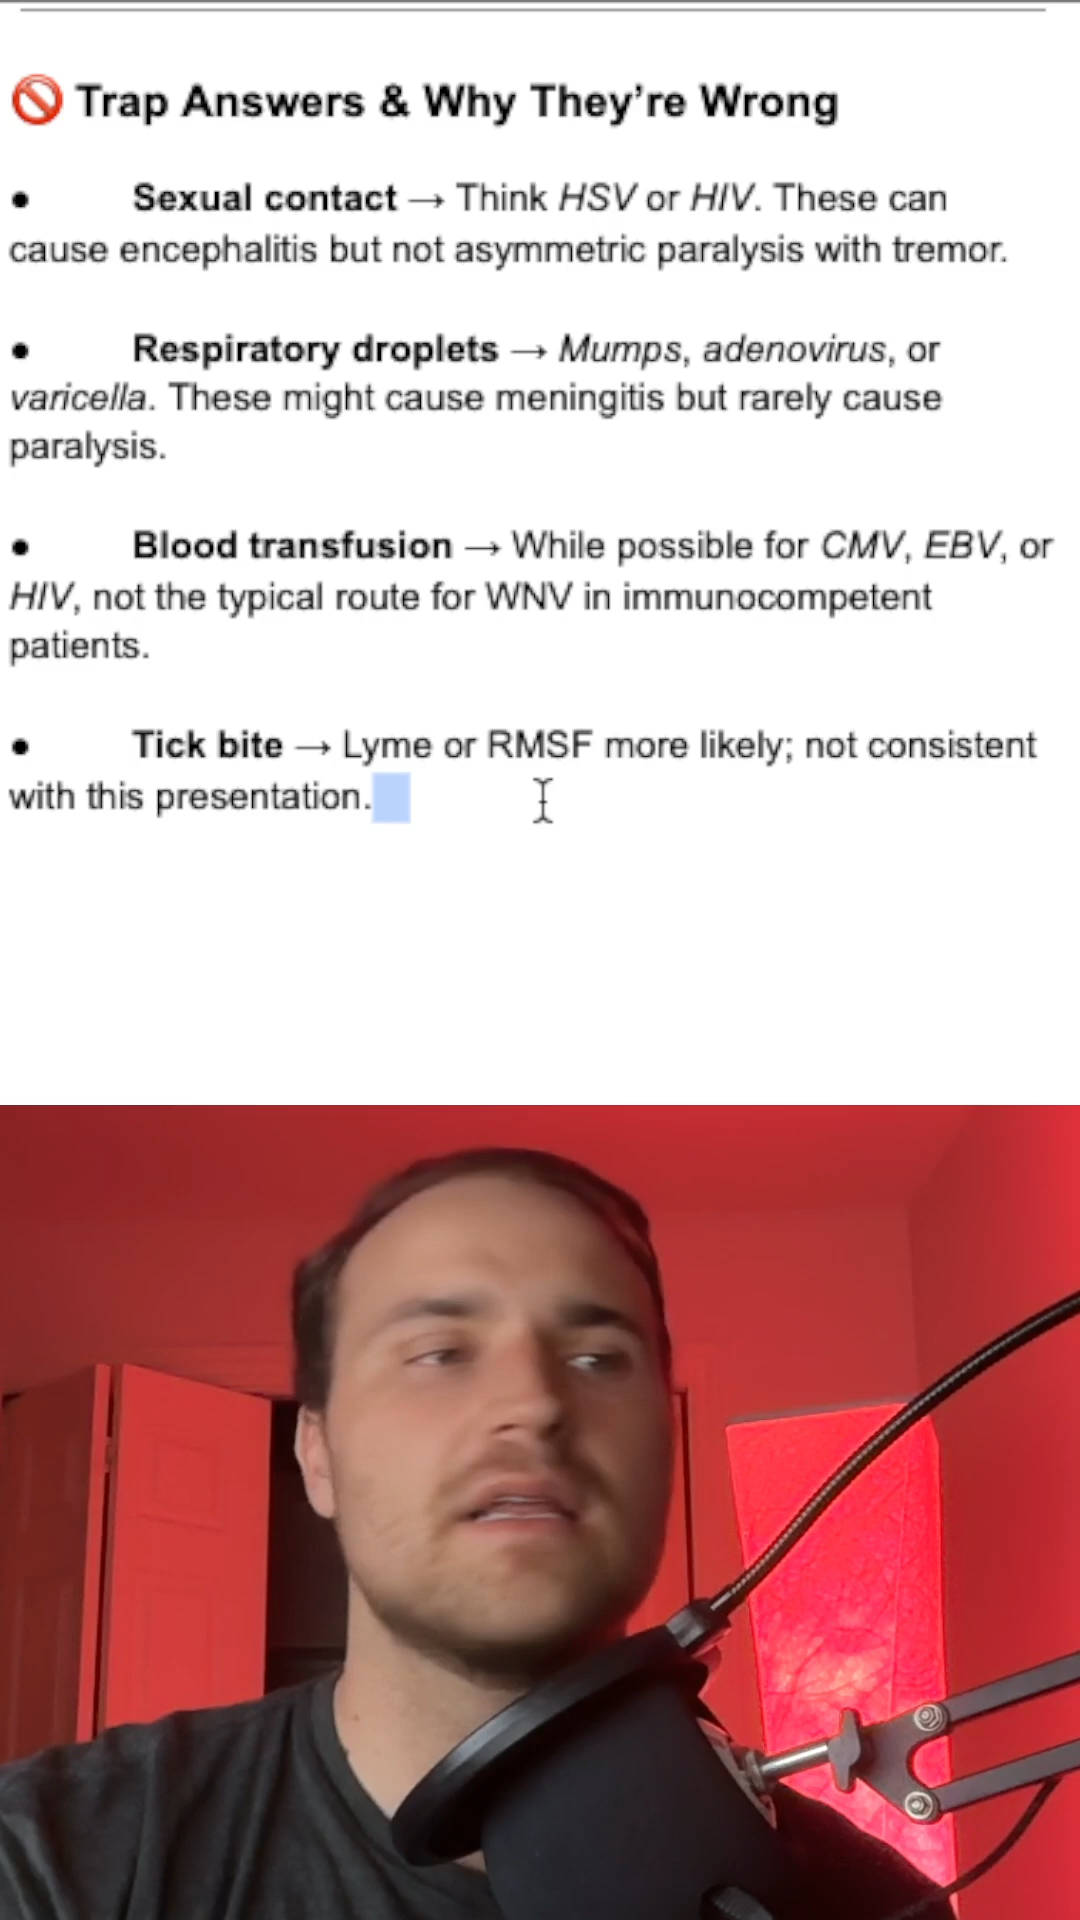 🚫 Trap Answers & Why They’re Wrong
● Sexual contact → Think HSV or HIV. These can
cause encephalitis but not asymmetric paralysis with tremor.
● Respiratory droplets → Mumps, adenovirus, or
varicella. These might cause meningitis but rarely cause
paralysis.
● Blood transfusion → While possible for CMV, EBV, or
HIV, not the typical route for WNV in immunocompetent
patients.
● Tick bite → Lyme or RMSF more likely; not consistent
with this presentation.